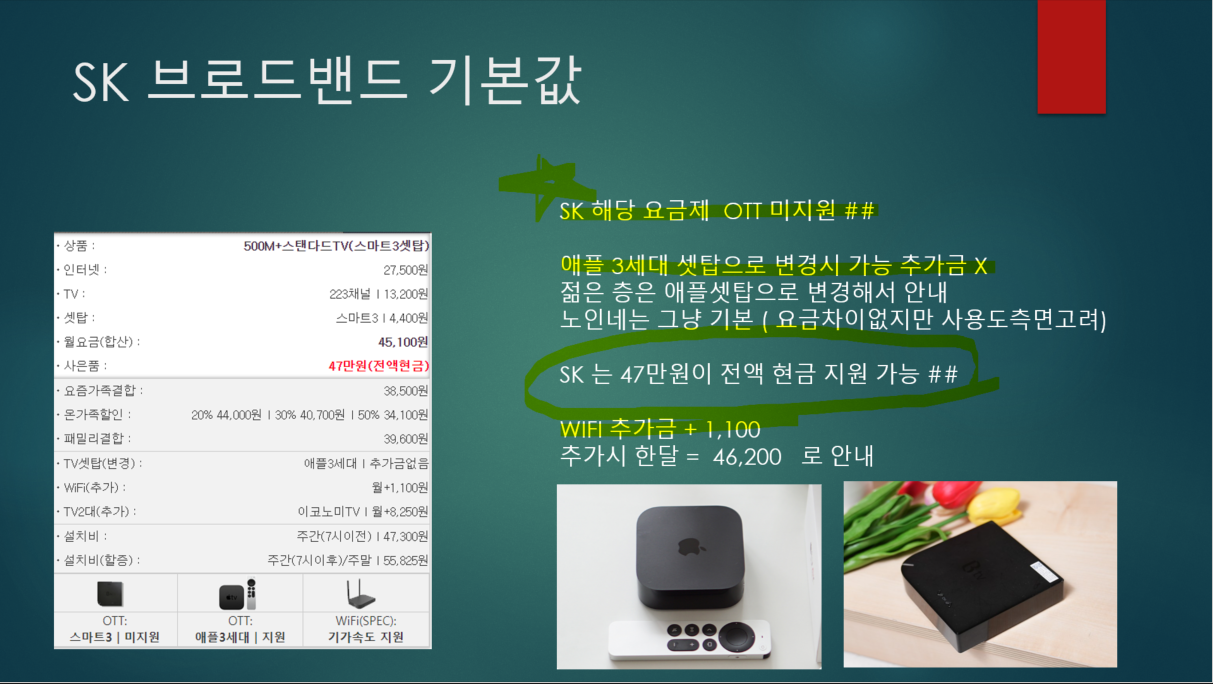 SK 브로드밴드 기본값
· 상품 : 500M+스탠다드TV(스마트3셋탑)
· 인터넷 : 27,500원
· TV : 223채널 l 13,200원
· 셋탑 : 스마트3 l 4,400원
· 월요금(합산) : 45,100원
· 사은품 : 47만원(전액현금)
· 요즘가족결합 : 38,500원
· 온가족할인 : 20% 44,000원 l 30% 40,700원 l 50% 34,100원
· 패밀리결합 : 39,600원
· TV셋탑(변경) : 애플3세대 l 추가금없음
· WiFi(추가) : 월+1,100원
· TV2대(추가) : 이코노미TV l 월+8,250원
· 설치비 : 주간(7시이전) l 47,300원
· 설치비(할증) : 주간(7시이후)/주말 l 55,825원
OTT: 스마트3 | 미지원
OTT: 애플3세대 | 지원
WiFi(SPEC): 기가속도 지원
SK 해당 요금제 OTT 미지원 ##
애플 3세대 셋탑으로 변경시 가능 추가금 X
젊은 층은 애플셋탑으로 변경해서 안내
노인네는 그냥 기본 ( 요금차이없지만 사용도측면고려)
SK 는 47만원이 전액 현금 지원 가능 ##
WIFI 추가금 + 1,100
추가시 한달 = 46,200 로 안내